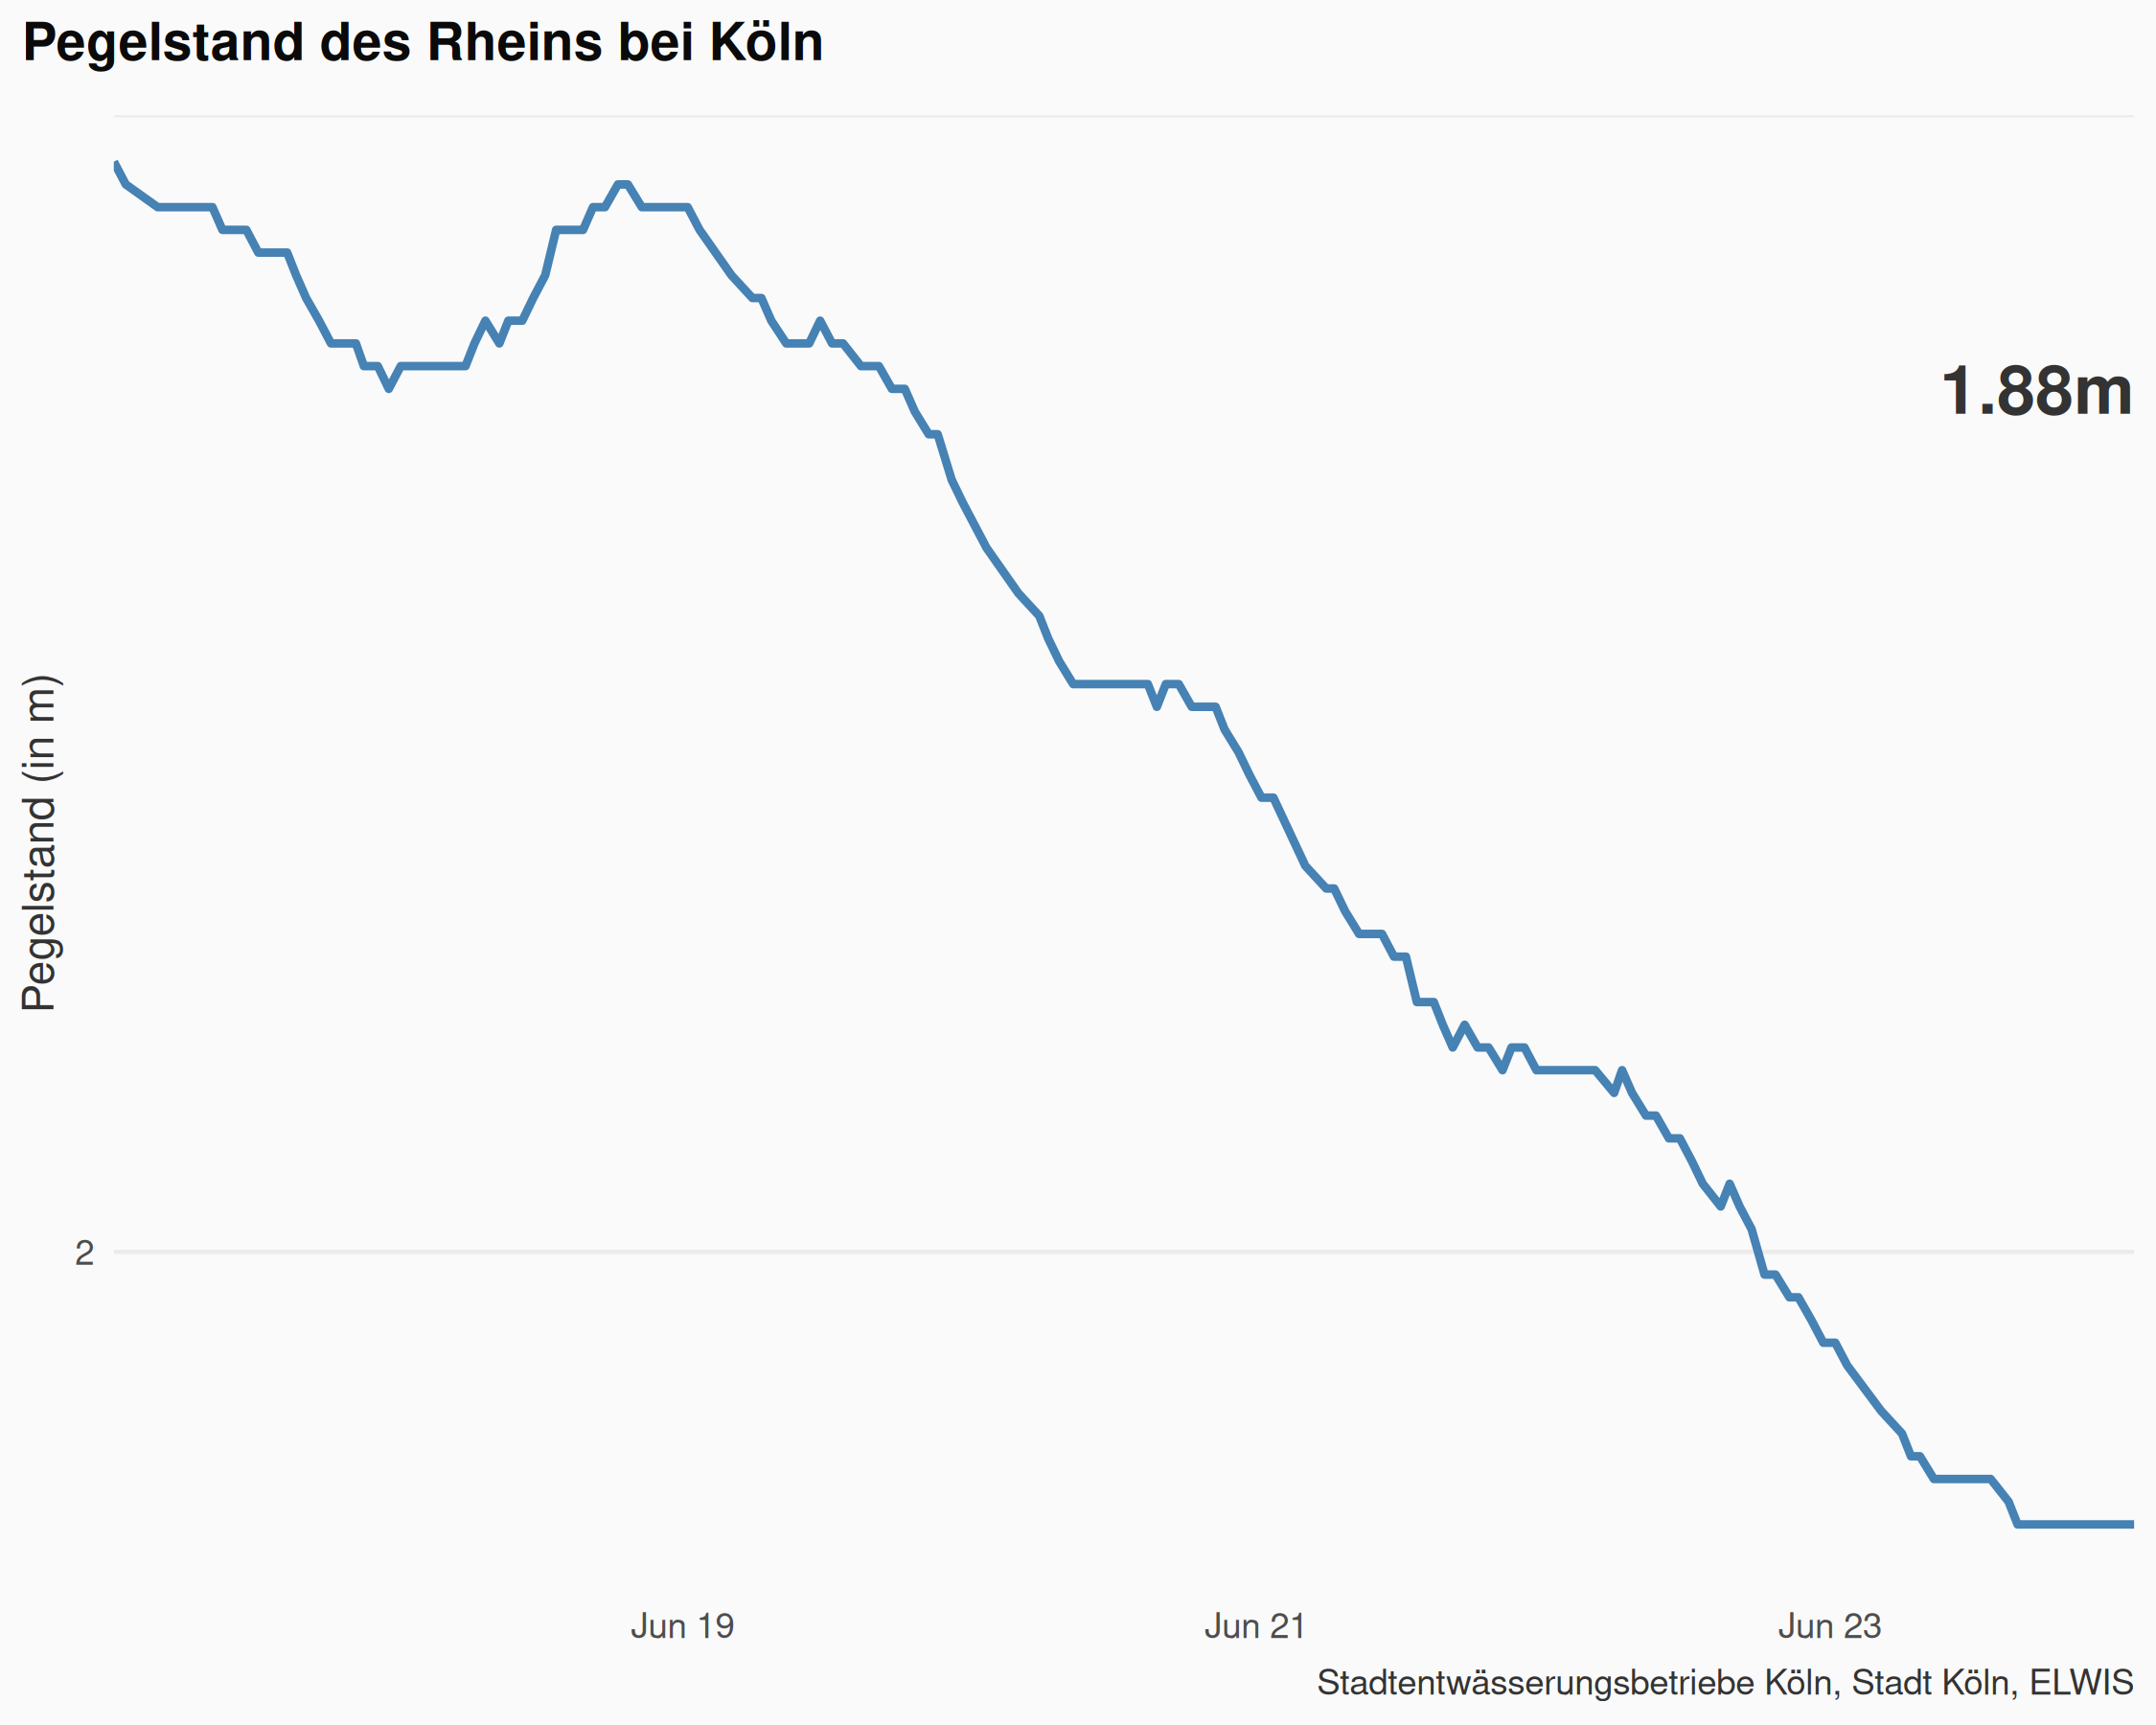 Pegelstand des Rheins bei Köln
1.88m
Pegelstand (in m)
2
Jun 19
Jun 21
Jun 23
Stadtentwässerungsbetriebe Köln, Stadt Köln, ELWIS